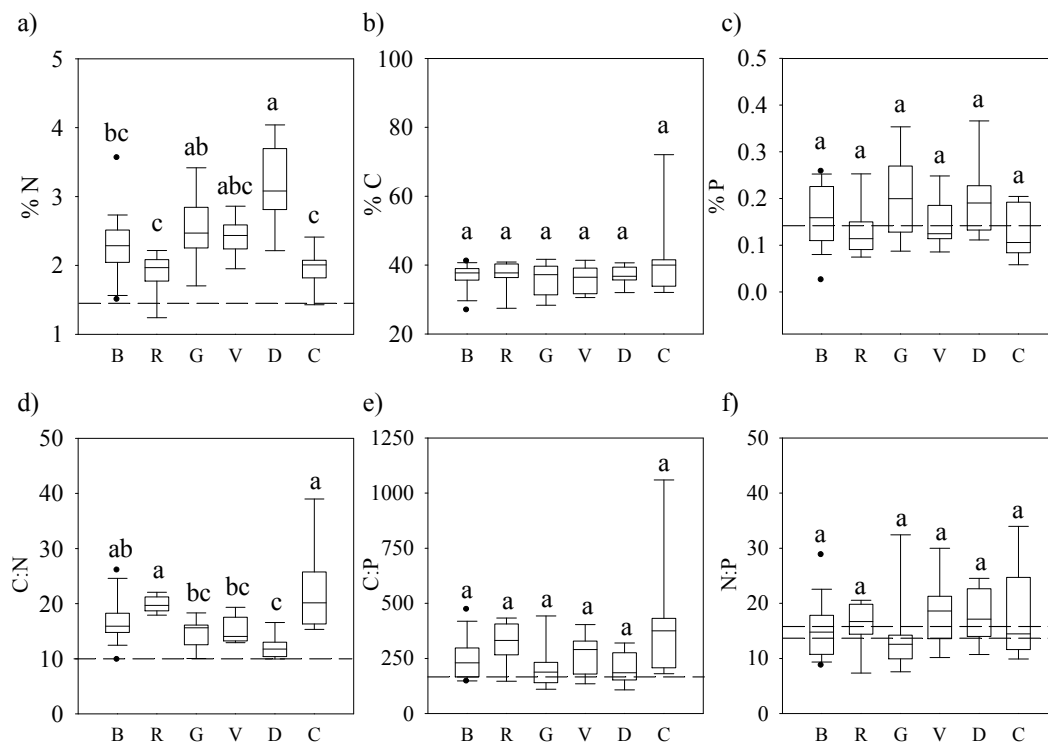 a)
b)
c)
5
4
3
2
1
% N
bc
c
ab
abc
a
c
B R G V D C
100
80
60
40
20
% C
a a a a a a
B R G V D C
0.5
0.4
0.3
0.2
0.1
0.0
% P
a a a a a a
B R G V D C
d)
e)
f)
50
40
30
20
10
0
C:N
ab
a
bc
bc
c
a
B R G V D C
1250
1000
750
500
250
0
C:P
a a a a a a
B R G V D C
50
40
30
20
10
0
N:P
a a a a a a
B R G V D C